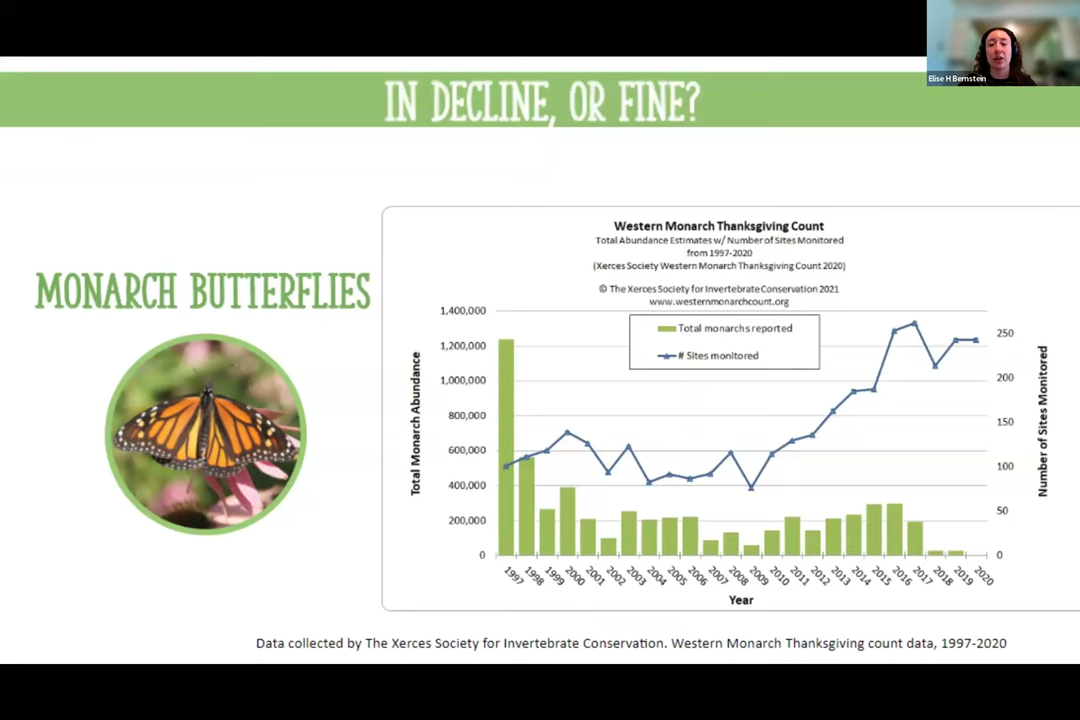 Elise H Bernstein
IN DECLINE, OR FINE?
MONARCH BUTTERFLIES
Western Monarch Thanksgiving Count
Total Abundance Estimates w/ Number of Sites Monitored
from 1997-2020
(Xerces Society Western Monarch Thanksgiving Count 2020)
© The Xerces Society for Invertebrate Conservation 2021
www.westernmonarchcount.org
Total monarchs reported
# Sites monitored
Total Monarch Abundance
1,400,000
1,200,000
1,000,000
800,000
600,000
400,000
200,000
0
250
200
150
100
50
0
Number of Sites Monitored
1997 1998 1999 2000 2001 2002 2003 2004 2005 2006 2007 2008 2009 2010 2011 2012 2013 2014 2015 2016 2017 2018 2019 2020
Year
Data collected by The Xerces Society for Invertebrate Conservation. Western Monarch Thanksgiving count data, 1997-2020